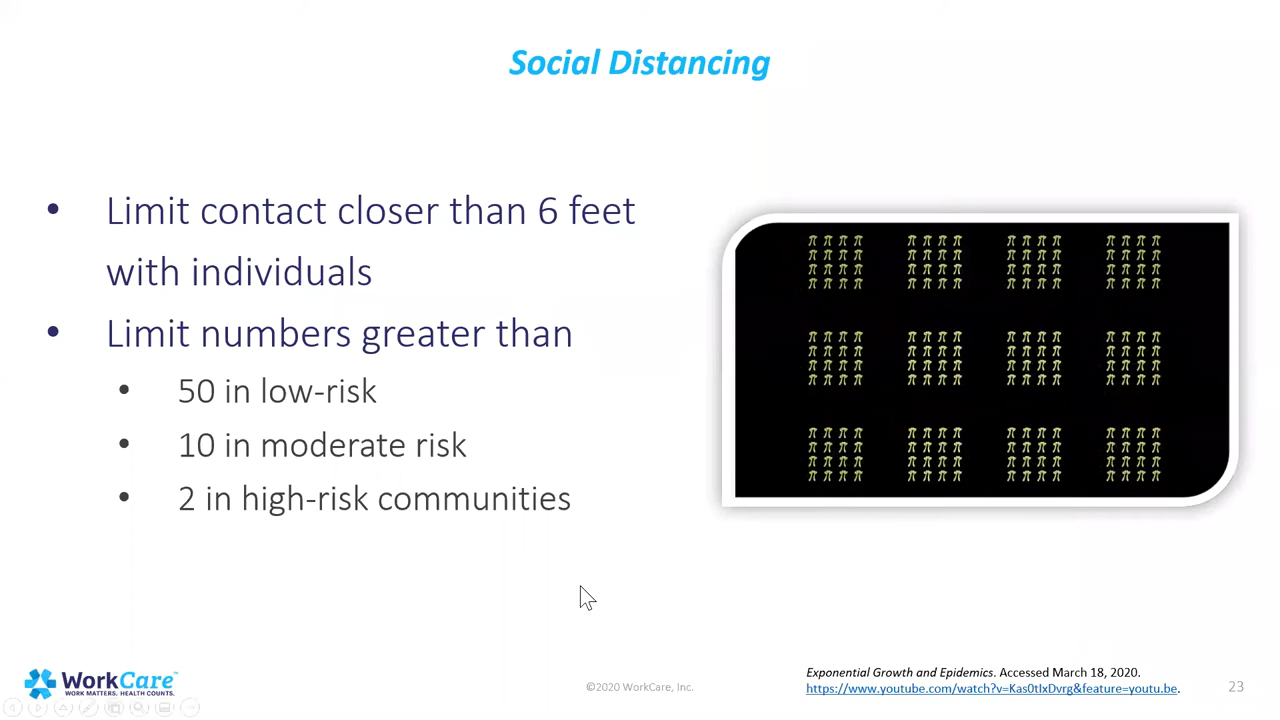 Social Distancing
• Limit contact closer than 6 feet
with individuals
• Limit numbers greater than
• 50 in low-risk
• 10 in moderate risk
• 2 in high-risk communities
π π π π π π π π π π π π π π π π
π π π π π π π π π π π π π π π π
π π π π π π π π π π π π π π π π
π π π π π π π π π π π π π π π π
π π π π π π π π π π π π π π π π
π π π π π π π π π π π π π π π π
π π π π π π π π π π π π π π π π
π π π π π π π π π π π π π π π π
π π π π π π π π π π π π π π π π
π π π π π π π π π π π π π π π π
π π π π π π π π π π π π π π π π
π π π π π π π π π π π π π π π π
WorkCare™
WORK MATTERS. HEALTH COUNTS.
©2020 WorkCare, Inc.
Exponential Growth and Epidemics. Accessed March 18, 2020.
https://www.youtube.com/watch?v=Kas0tIxDvrg&feature=youtu.be.
23